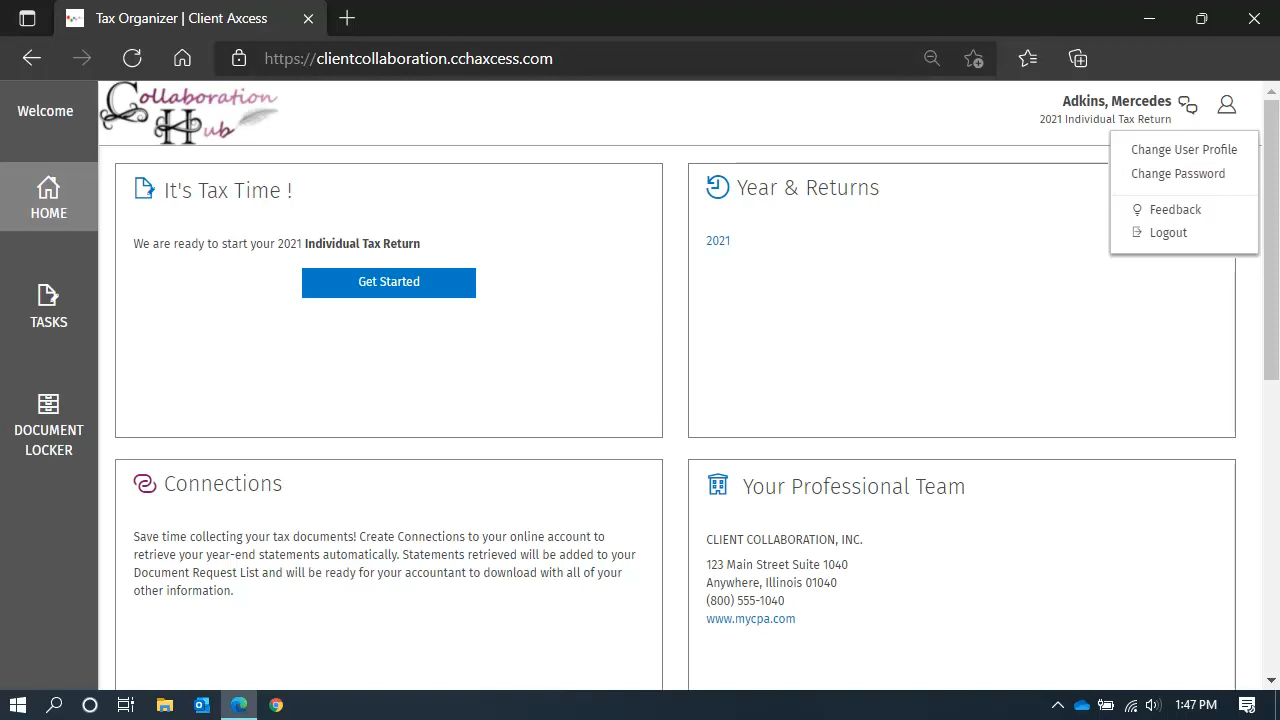 Tax Organizer | Client Axcess
https://clientcollaboration.cchaxcess.com
Welcome
Collaboration
Hub
Adkins, Mercedes
2021 Individual Tax Return
Change User Profile
Change Password
Feedback
Logout
HOME
TASKS
DOCUMENT
LOCKER
It's Tax Time !
We are ready to start your 2021 Individual Tax Return
Get Started
Year & Returns
2021
Connections
Save time collecting your tax documents! Create Connections to your online account to
retrieve your year-end statements automatically. Statements retrieved will be added to your
Document Request List and will be ready for your accountant to download with all of your
other information.
Your Professional Team
CLIENT COLLABORATION, INC.
123 Main Street Suite 1040
Anywhere, Illinois 01040
(800) 555-1040
www.mycpa.com
1:47 PM